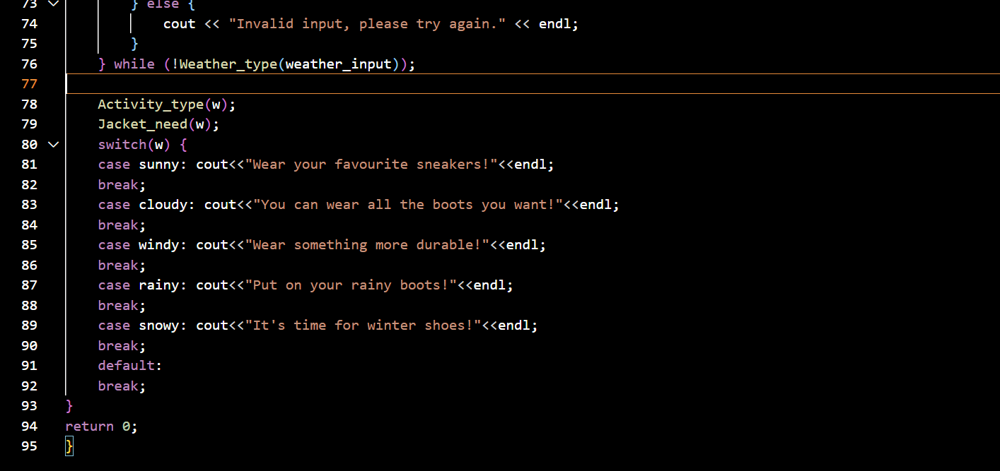 73 } else {
74 cout << "Invalid input, please try again." << endl;
75 }
76 } while (!Weather_type(weather_input));
77
78 Activity_type(w);
79 Jacket_need(w);
80 switch(w) {
81 case sunny: cout<<"Wear your favourite sneakers!"<<endl;
82 break;
83 case cloudy: cout<<"You can wear all the boots you want!"<<endl;
84 break;
85 case windy: cout<<"Wear something more durable!"<<endl;
86 break;
87 case rainy: cout<<"Put on your rainy boots!"<<endl;
88 break;
89 case snowy: cout<<"It's time for winter shoes!"<<endl;
90 break;
91 default:
92 break;
93 }
94 return 0;
95 }